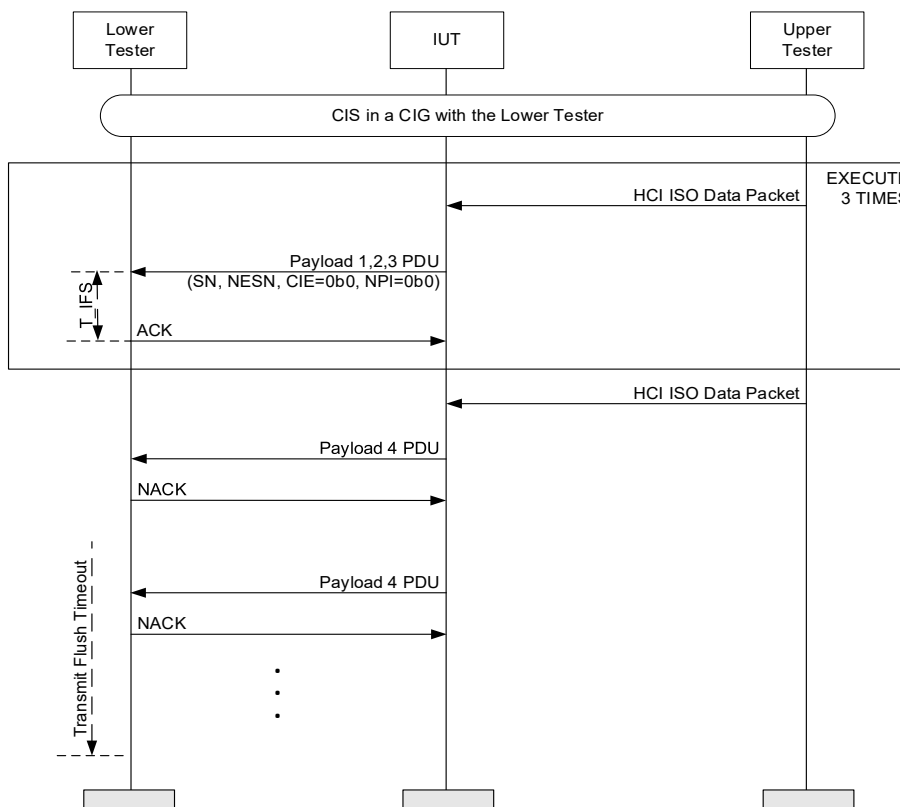 Lower
Tester
IUT
Upper
Tester
CIS in a CIG with the Lower Tester
EXECUTE
3 TIMES
HCI ISO Data Packet
Payload 1,2,3 PDU
(SN, NESN, CIE=0b0, NPI=0b0)
T_IFS
ACK
HCI ISO Data Packet
Payload 4 PDU
NACK
Transmit Flush Timeout
Payload 4 PDU
NACK